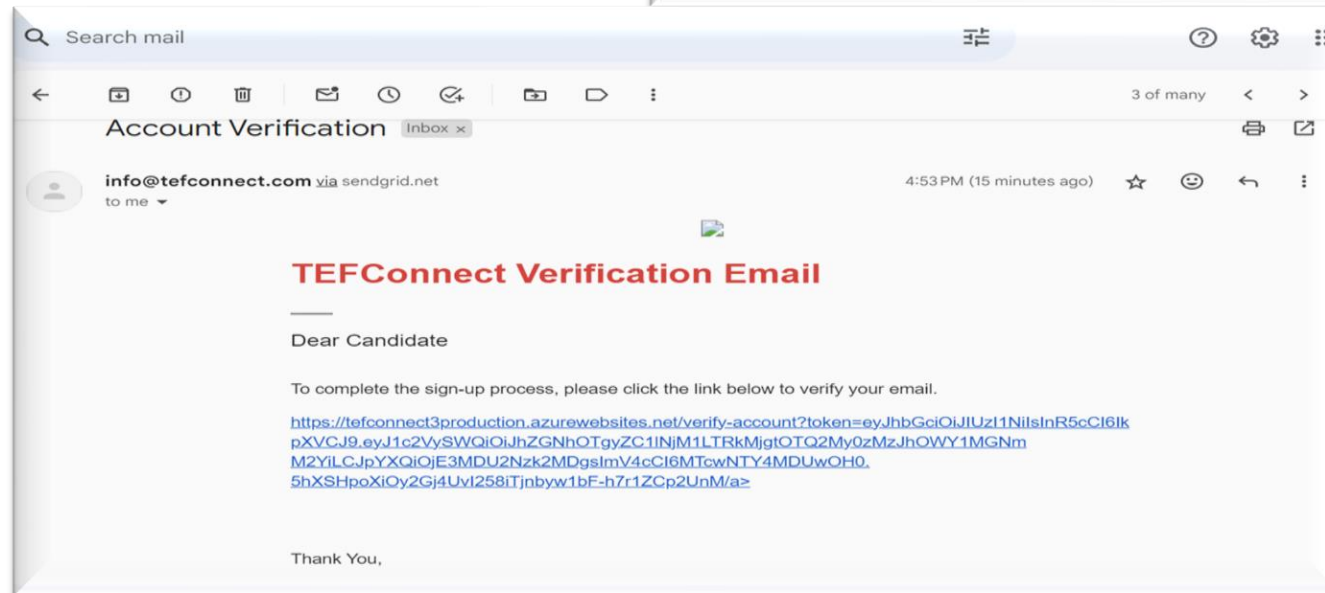 Search mail
3 of many
Account Verification Inbox x
info@tefconnect.com via sendgrid.net 4:53 PM (15 minutes ago)
to me
TEFConnect Verification Email
Dear Candidate
To complete the sign-up process, please click the link below to verify your email.
https://tefconnect3production.azurewebsites.net/verify-account?token=eyJhbGciOiJIUzI1NiIsInR5cCI6Ik
pXVCJ9.eyJ1c2VySWQiOiJhZGNhOTgyZC1lNjM1LTRkMjgtOTQ2My0zMzJhOWY1MGNm
M2YiLCJpYXQiOjE3MDU2Nzk2MDgsImV4cCI6MTcwNTY4MDUwOH0.
5hXSHpoXiOy2Gj4UvI258iTjnbyw1bF-h7r1ZCp2UnM/a>
Thank You,